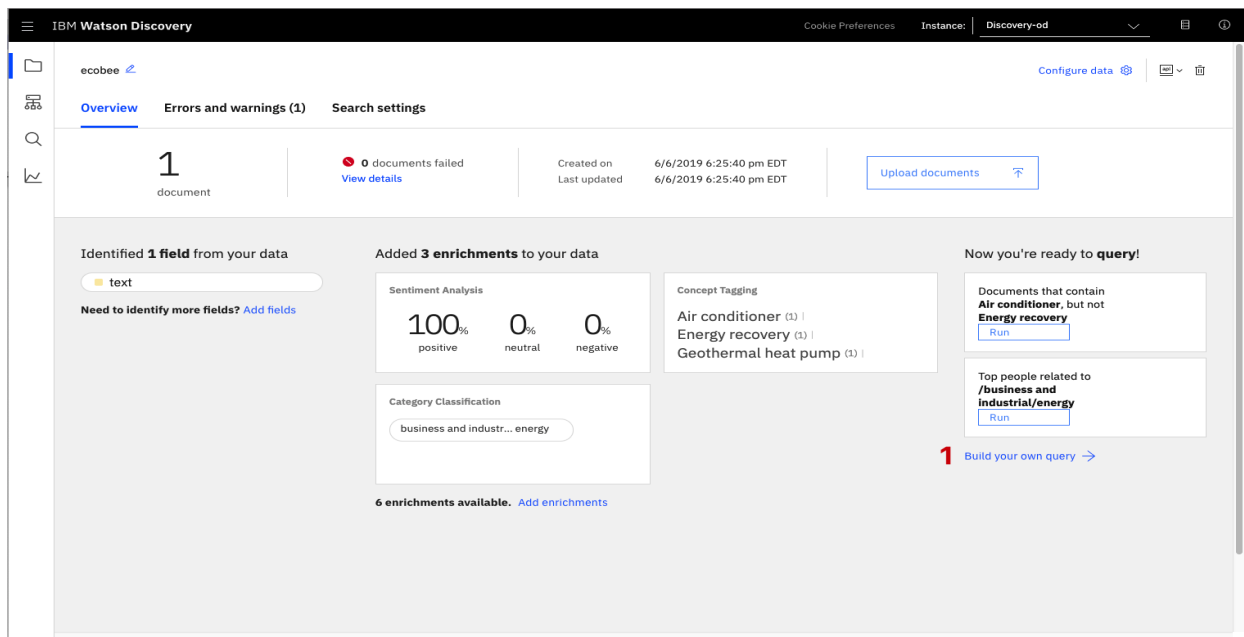 IBM Watson Discovery
Cookie Preferences
Instance:
Discovery-od
ecobee
Configure data
Overview
Errors and warnings (1)
Search settings
1
document
0 documents failed
View details
Created on 6/6/2019 6:25:40 pm EDT
Last updated 6/6/2019 6:25:40 pm EDT
Upload documents
Identified 1 field from your data
text
Need to identify more fields? Add fields
Added 3 enrichments to your data
Sentiment Analysis
100% 0% 0%
positive neutral negative
Concept Tagging
Air conditioner (1)
Energy recovery (1)
Geothermal heat pump (1)
Category Classification
business and industr... energy
6 enrichments available. Add enrichments
Now you're ready to query!
Documents that contain
Air conditioner, but not
Energy recovery
Run
Top people related to
/business and
industrial/energy
Run
1 Build your own query